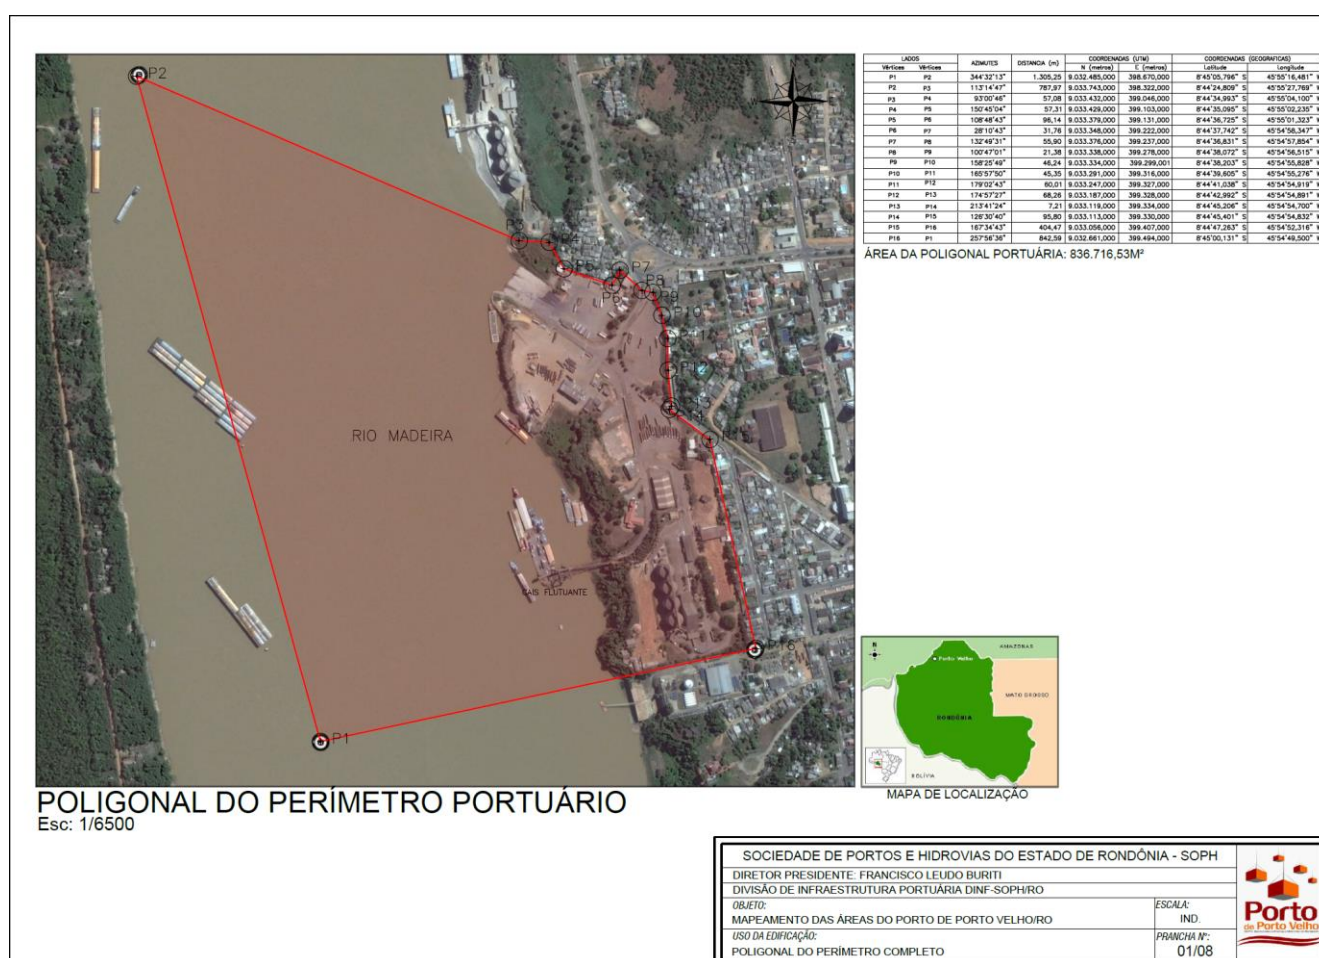 P2
P3
P4
P5
P7
P6
P8
P9
P10
P11
P12
P13
P14
P15
RIO MADEIRA
CAIS FLUTUANTE
P16
P1
POLIGONAL DO PERÍMETRO PORTUÁRIO
Esc: 1/6500
LADOS AZIMUTES DISTANCIA (m) COORDENADAS (UTM) COORDENADAS (GEOGRAFICAS)
Vértices Vértices N (metros) E (metros) Latitude Longitude
P1 P2 344°32'13" 1.305,25 9.032.485,000 398.670,000 8°45'05,796" S 45°55'16,481"
P2 P3 113°14'47" 787,97 9.033.743,000 398.322,000 8°44'24,809" S 45°55'27,769"
P3 P4 93°00'46" 57,08 9.033.432,000 399.046,000 8°44'34,993" S 45°55'04,100"
P4 P5 150°45'04" 57,31 9.033.429,000 399.103,000 8°44'35,095" S 45°55'02,235"
P5 P6 108°48'43" 96,14 9.033.379,000 399.131,000 8°44'36,725" S 45°55'01,323"
P6 P7 28°10'43" 31,76 9.033.348,000 399.222,000 8°44'37,742" S 45°54'58,347"
P7 P8 132°49'31" 55,90 9.033.376,000 399.237,000 8°44'36,831" S 45°54'57,854"
P8 P9 100°47'01" 21,38 9.033.338,000 399.278,000 8°44'38,072" S 45°54'56,515"
P9 P10 158°25'49" 46,24 9.033.334,000 399.299,001 8°44'38,203" S 45°54'55,828"
P10 P11 165°57'50" 45,35 9.033.291,000 399.316,000 8°44'39,605" S 45°54'55,276"
P11 P12 179°02'43" 60,01 9.033.247,000 399.327,000 8°44'41,038" S 45°54'54,919"
P12 P13 174°57'27" 68,26 9.033.187,000 399.328,000 8°44'42,992" S 45°54'54,891"
P13 P14 213°41'24" 7,21 9.033.119,000 399.334,000 8°44'45,206" S 45°54'54,700"
P14 P15 126°30'40" 95,80 9.033.113,000 399.330,000 8°44'45,401" S 45°54'54,832"
P15 P16 167°34'43" 404,47 9.033.056,000 399.407,000 8°44'47,263" S 45°54'52,316"
P16 P1 257°56'36" 842,59 9.032.661,000 399.494,000 8°45'00,131" S 45°54'49,500"
ÁREA DA POLIGONAL PORTUÁRIA: 836.716,53M²
N
AMAZONAS
Porto Velho
MATO GROSSO
RONDÔNIA
BOLÍVIA
MAPA DE LOCALIZAÇÃO
SOCIEDADE DE PORTOS E HIDROVIAS DO ESTADO DE RONDÔNIA - SOPH
DIRETOR PRESIDENTE: FRANCISCO LEUDO BURITI
DIVISÃO DE INFRAESTRUTURA PORTUÁRIA DINF-SOPH/RO
OBJETO:
MAPEAMENTO DAS ÁREAS DO PORTO DE PORTO VELHO/RO
ESCALA:
IND.
USO DA EDIFICAÇÃO:
POLIGONAL DO PERÍMETRO COMPLETO
PRANCHA Nº:
01/08
Porto
de Porto Velho